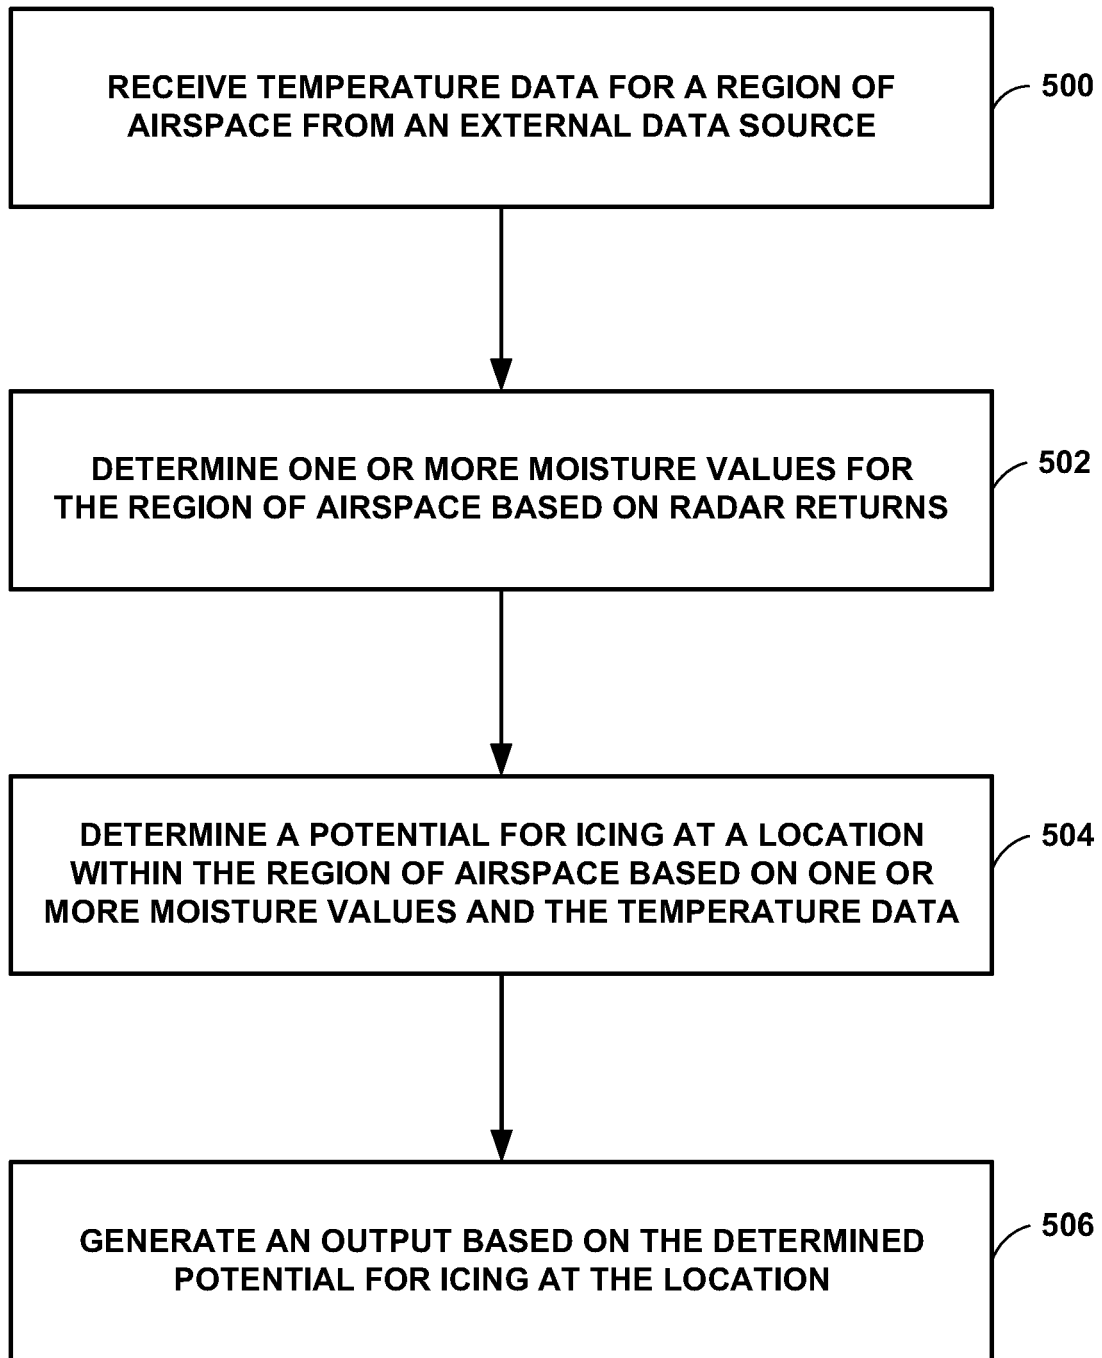 RECEIVE TEMPERATURE DATA FOR A REGION OF
AIRSPACE FROM AN EXTERNAL DATA SOURCE
500
DETERMINE ONE OR MORE MOISTURE VALUES FOR
THE REGION OF AIRSPACE BASED ON RADAR RETURNS
502
DETERMINE A POTENTIAL FOR ICING AT A LOCATION
WITHIN THE REGION OF AIRSPACE BASED ON ONE OR
MORE MOISTURE VALUES AND THE TEMPERATURE DATA
504
GENERATE AN OUTPUT BASED ON THE DETERMINED
POTENTIAL FOR ICING AT THE LOCATION
506